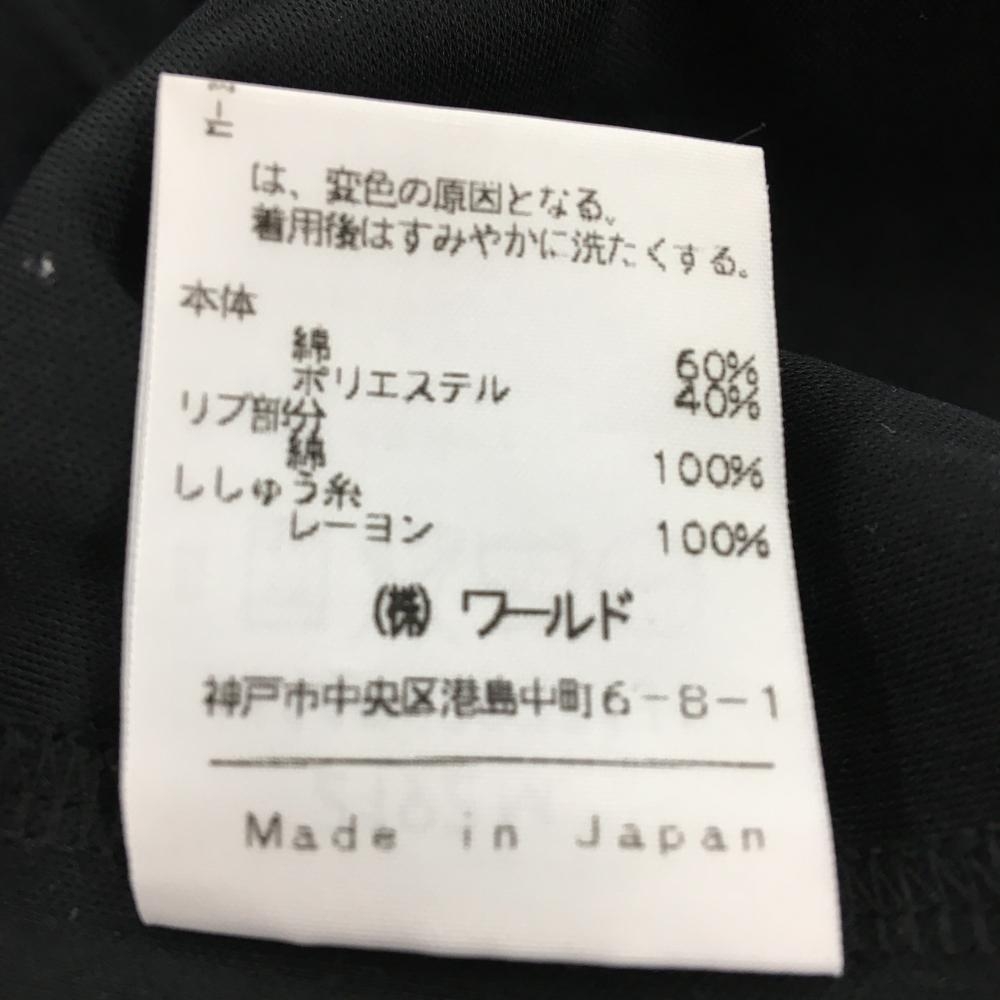 は、変色の原因となる。
着用後はすみやかに洗たくする。
本体
綿 60%
ポリエステル 40%
リブ部分
綿 100%
ししゅう糸
レーヨン 100%
㈱ ワールド
神戸市中央区港島中町6-8-1
Made in Japan